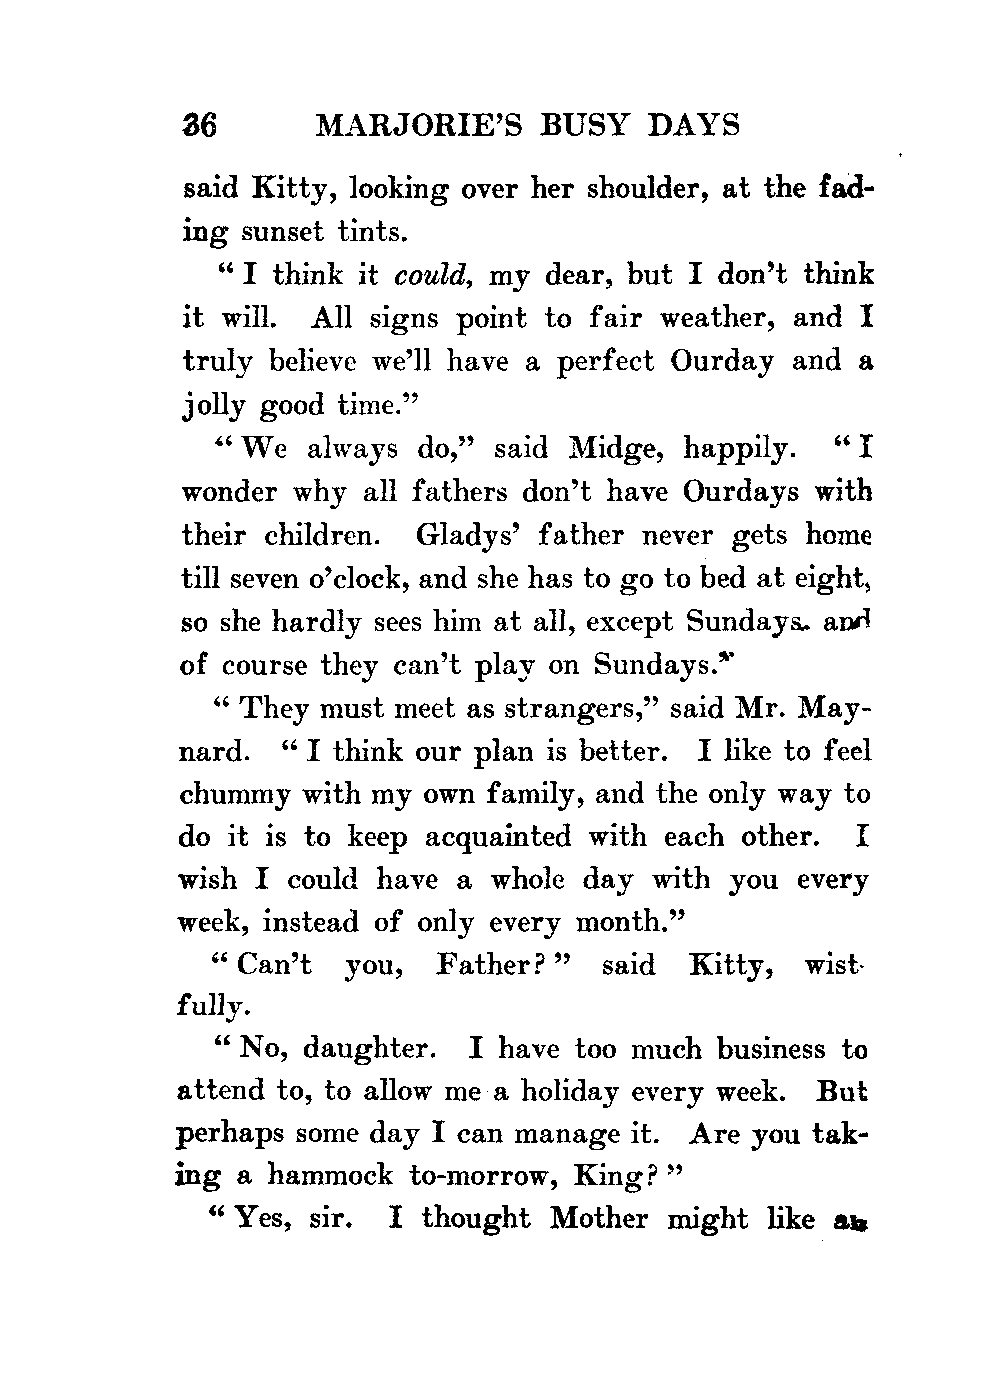 36 MARJORIE'S BUSY DAYS
said Kitty, looking over her shoulder, at the fad-
ing sunset tints.
"I think it could, my dear, but I don't think
it will. All signs point to fair weather, and I
truly believe we'll have a perfect Ourday and a
jolly good time."
"We always do," said Midge, happily. "I
wonder why all fathers don't have Ourdays with
their children. Gladys' father never gets home
till seven o'clock, and she has to go to bed at eight,
so she hardly sees him at all, except Sundays, and
of course they can't play on Sundays."
"They must meet as strangers," said Mr. May-
nard. "I think our plan is better. I like to feel
chummy with my own family, and the only way to
do it is to keep acquainted with each other. I
wish I could have a whole day with you every
week, instead of only every month."
"Can't you, Father?" said Kitty, wist-
fully.
"No, daughter. I have too much business to
attend to, to allow me a holiday every week. But
perhaps some day I can manage it. Are you tak-
ing a hammock to-morrow, King?"
"Yes, sir. I thought Mother might like an